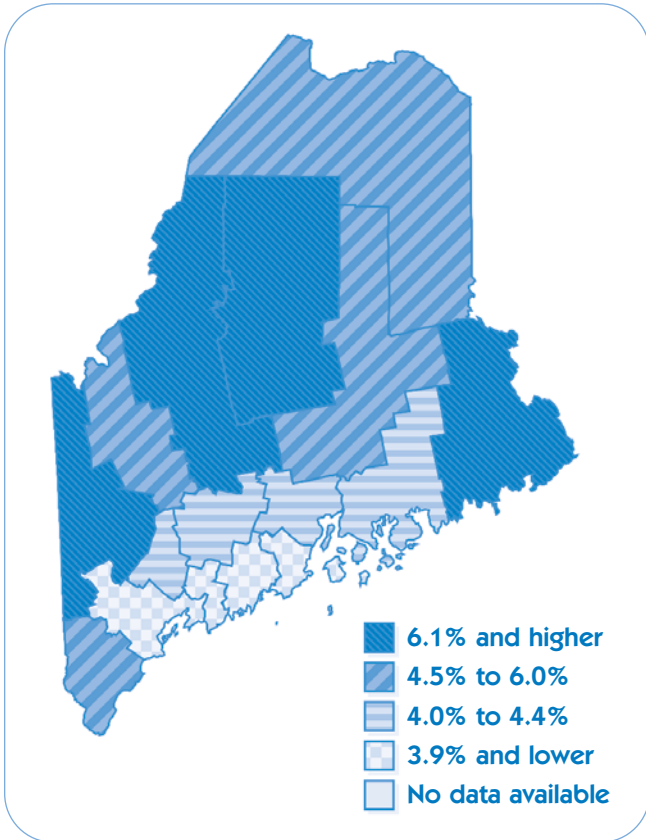 6.1% and higher
4.5% to 6.0%
4.0% to 4.4%
3.9% and lower
No data available